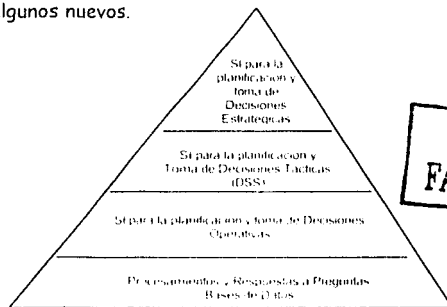 lgunos nuevos.
SI para la
planificacion y
toma de
Decisiones
Estrategicas
SI para la planificacion y
Toma de Decisiones Tacticas
(DSS)
SI para la planificacion y toma de Decisiones
Operativas
Procesamientos y Respuestas a Preguntas
Bases de Datos
FA